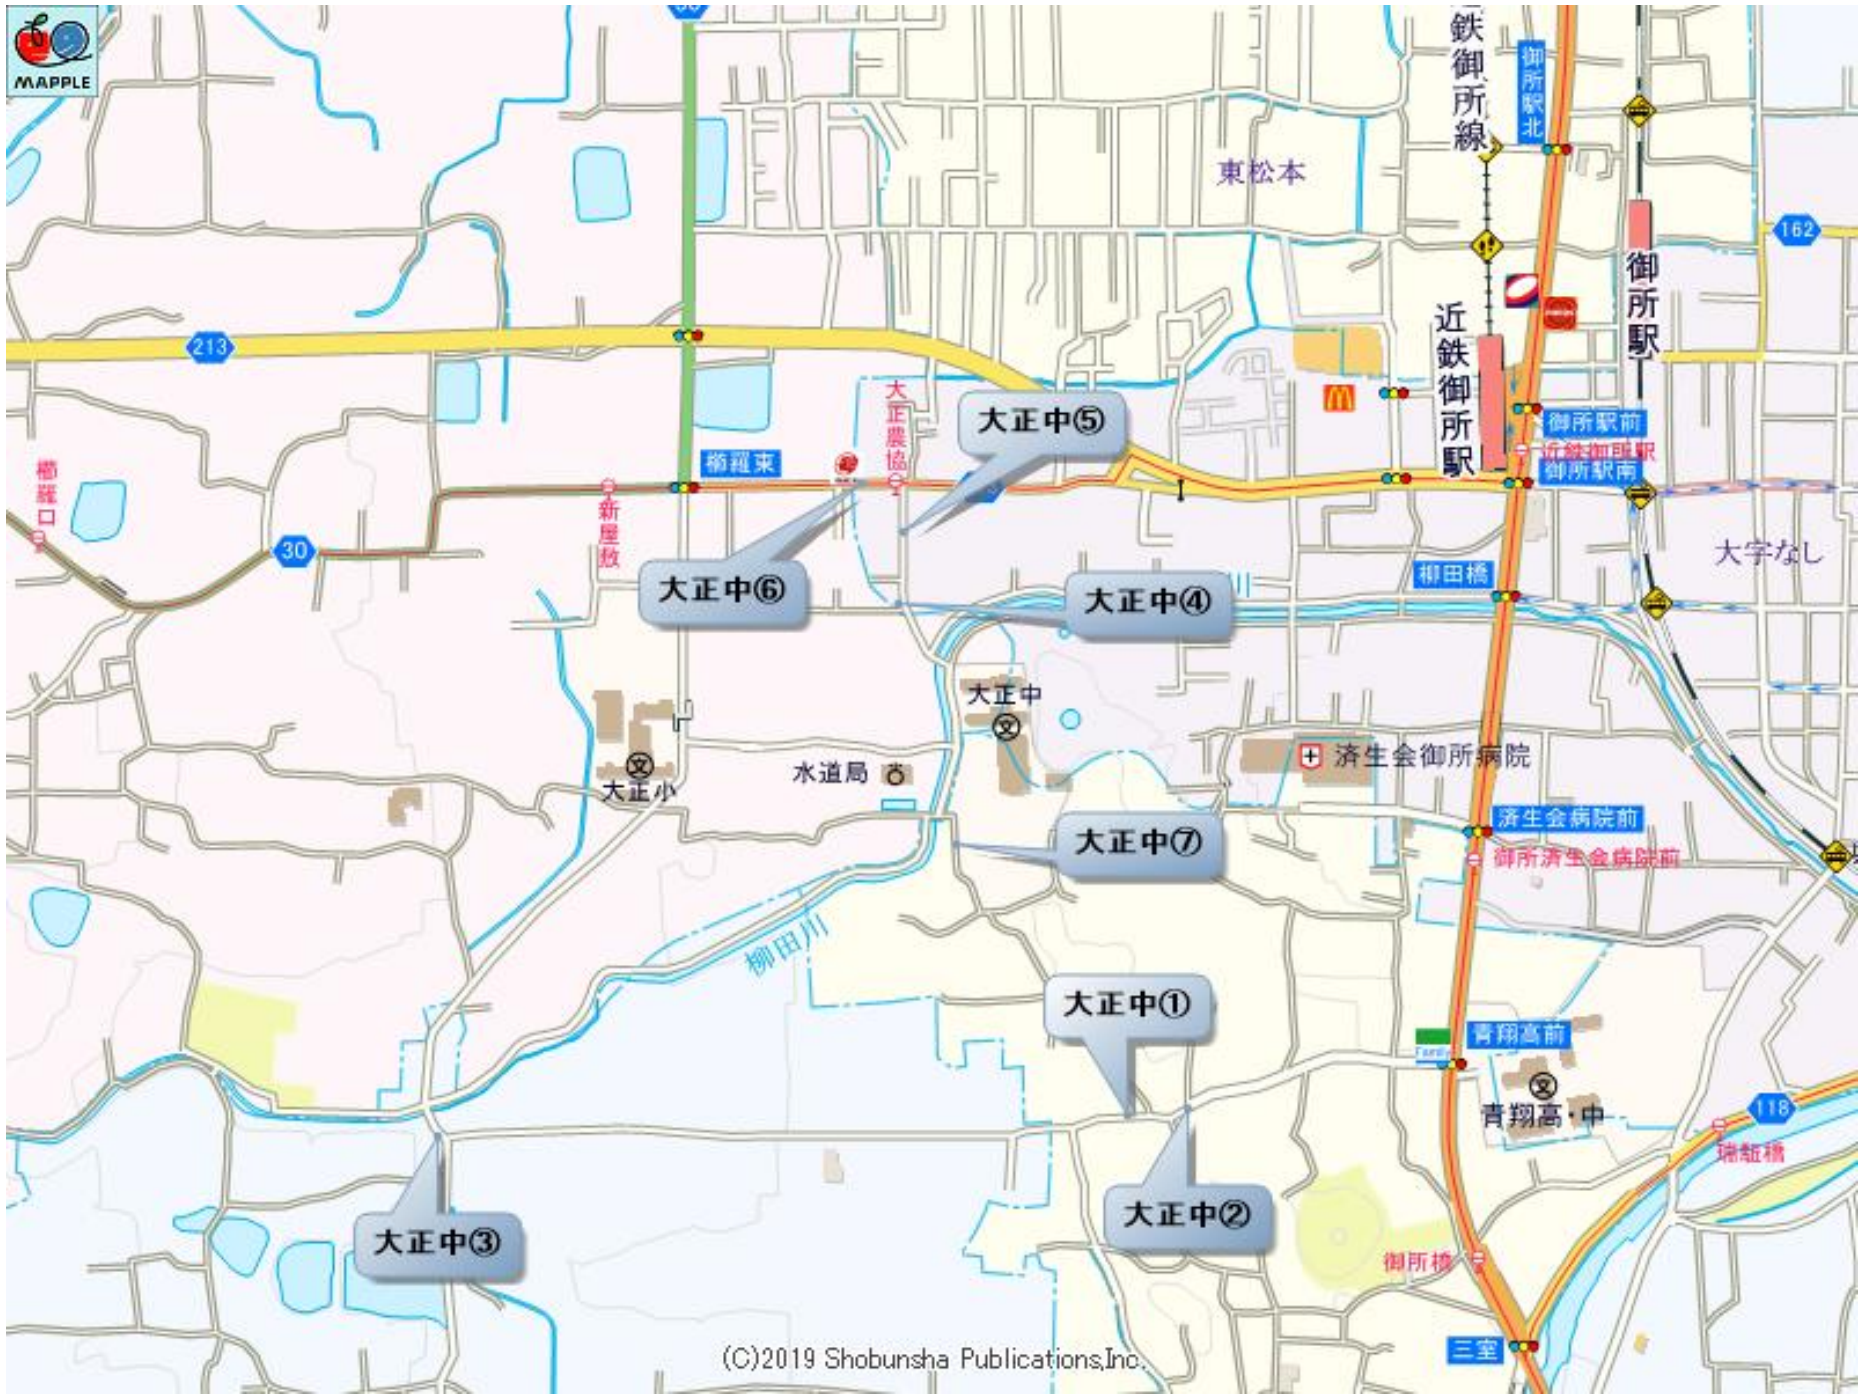 MAPPLE
近鉄御所線
御所駅北
東松本
162
御所駅
近鉄御所駅
213
大正農協
大正中⑤
御所駅前
櫛羅東
近鉄御所駅
御所駅南
櫛羅口
新屋敷
30
大正中⑥
大正中④
川
柳田橋
大字なし
大正中
済生会御所病院
水道局
大正小
済生会病院前
大正中⑦
御所済生会病院前
柳田川
大正中①
青翔高前
青翔高・中
118
瑞駈橋
大正中②
大正中③
御所橋
三室
(C)2019 Shobunsha Publications,Inc.